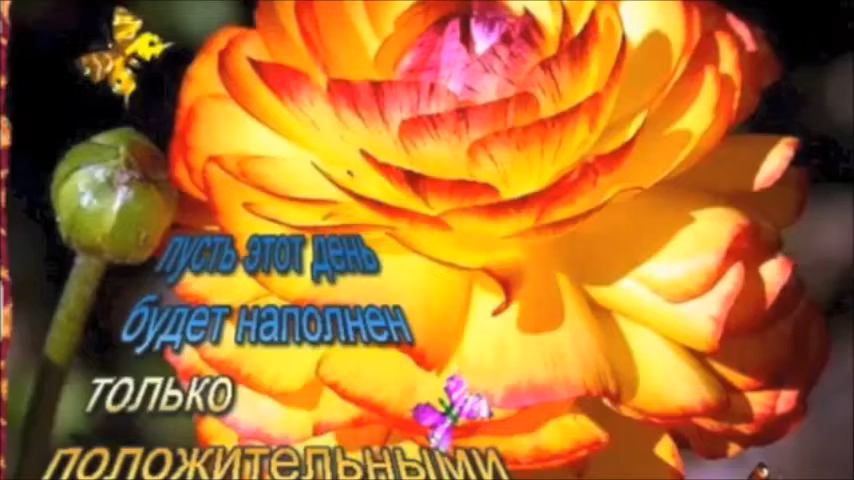 пусть этот день
будет наполнен
только
положительными